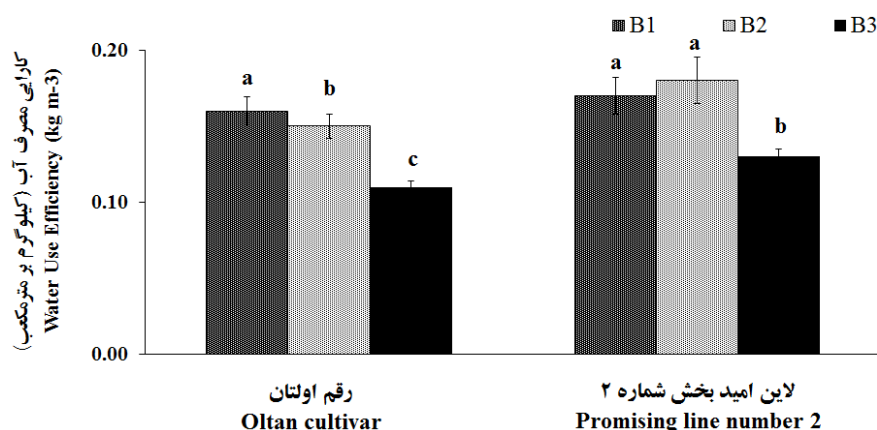 B1 B2 B3
کارایی مصرف آب (کیلوگرم بر مترمکعب)
Water Use Efficiency (kg m-3)
0.20
0.10
0.00
a
b
c
a
a
b
رقم اولتان
Oltan cultivar
لاین امید بخش شماره ۲
Promising line number 2